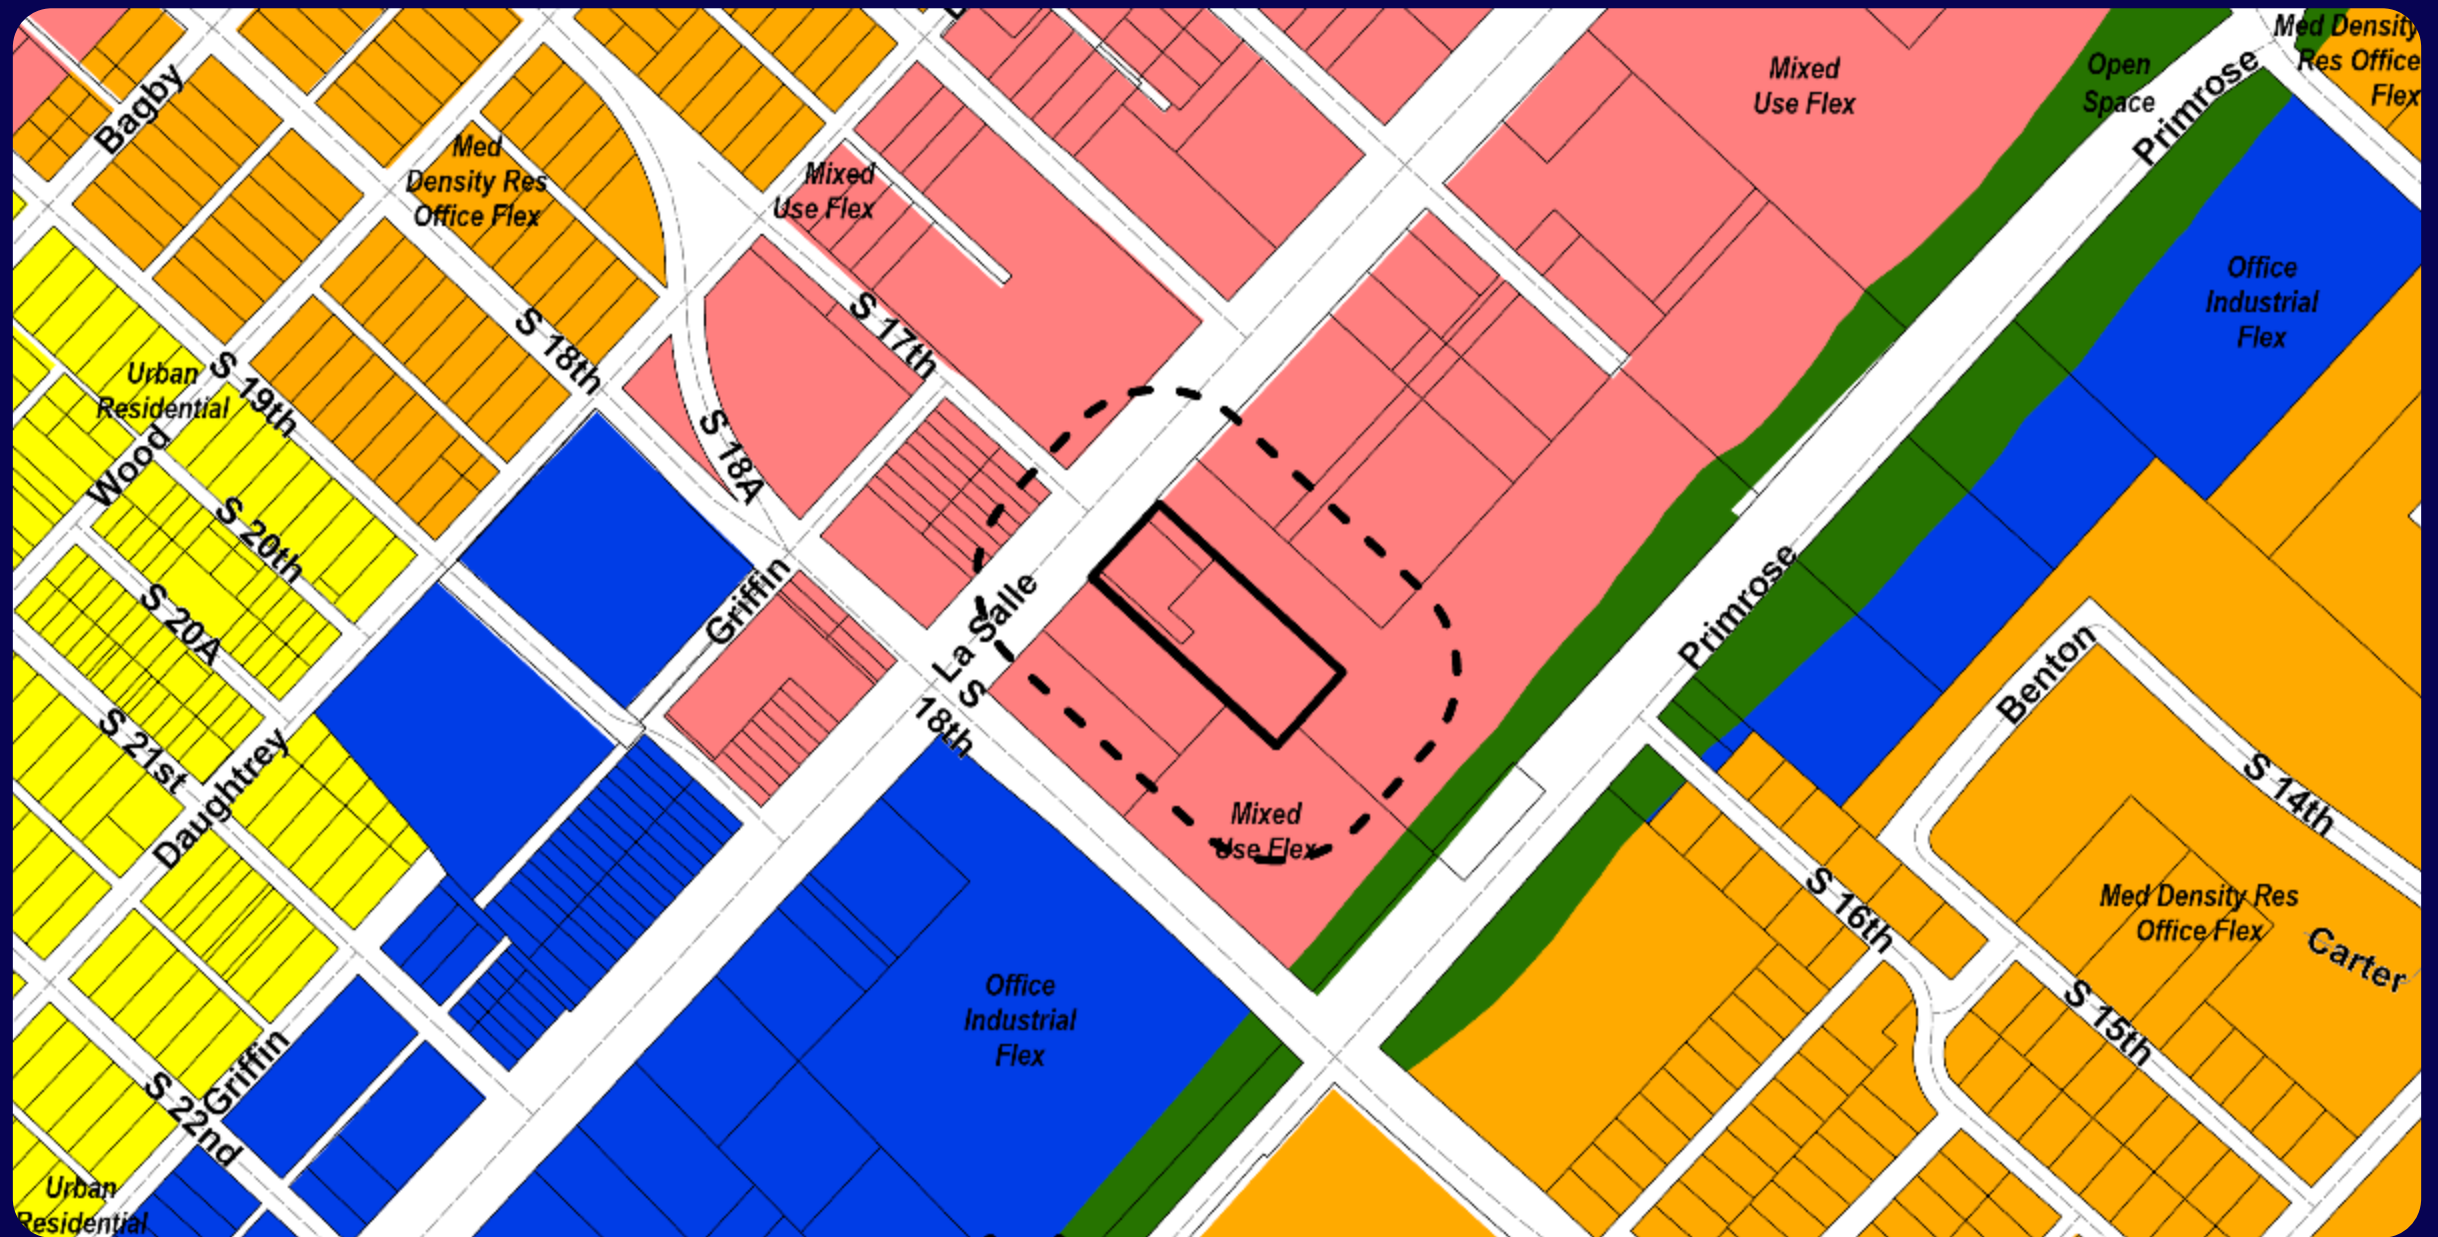 Bagby
Med
Density Res
Office Flex
Mixed
Use Flex
Mixed
Use Flex
Open
Space
Primrose
Med Density
Res Office
Flex
Office
Industrial
Flex
S 17th
S 18th
S 18A
Urban
Residential
S 19th
Wood
S 20th
S 20A
S 21st
Daughtrey
Griffin
La Salle
S
18th
Primrose
Benton
S 14th
Mixed
Use Flex
S 16th
Med Density Res
Office Flex
Carter
S 15th
Office
Industrial
Flex
Griffin
S 22nd
Urban
Residential